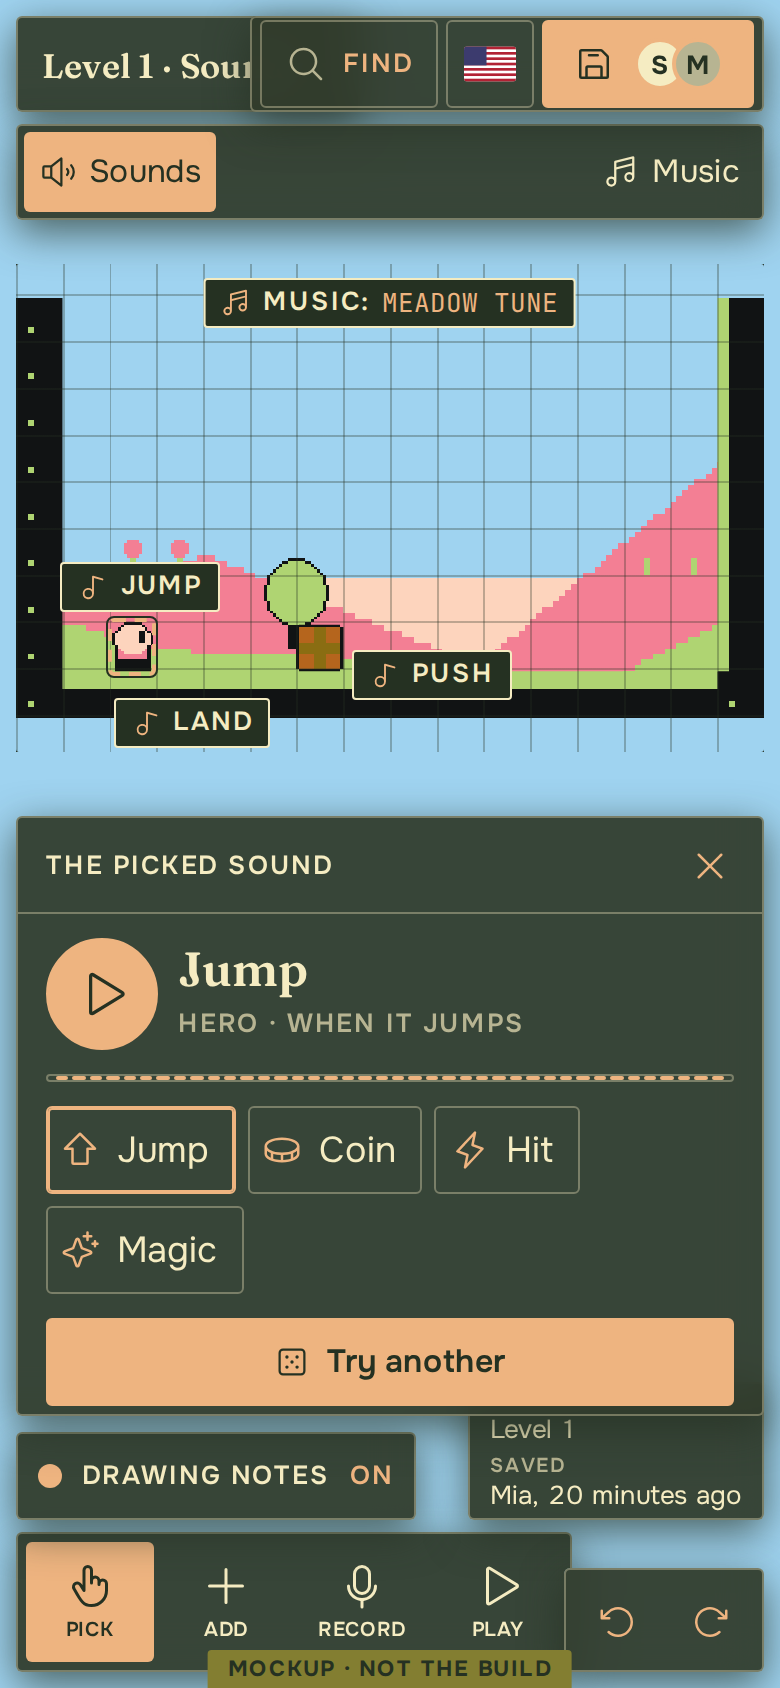 Level 1 · Sour
FIND
S M
Sounds
Music
MUSIC: MEADOW TUNE
JUMP
PUSH
LAND
THE PICKED SOUND
Jump
HERO · WHEN IT JUMPS
Jump
Coin
Hit
Magic
Try another
Level 1
SAVED
Mia, 20 minutes ago
DRAWING NOTES ON
PICK
ADD
RECORD
PLAY
MOCKUP · NOT THE BUILD